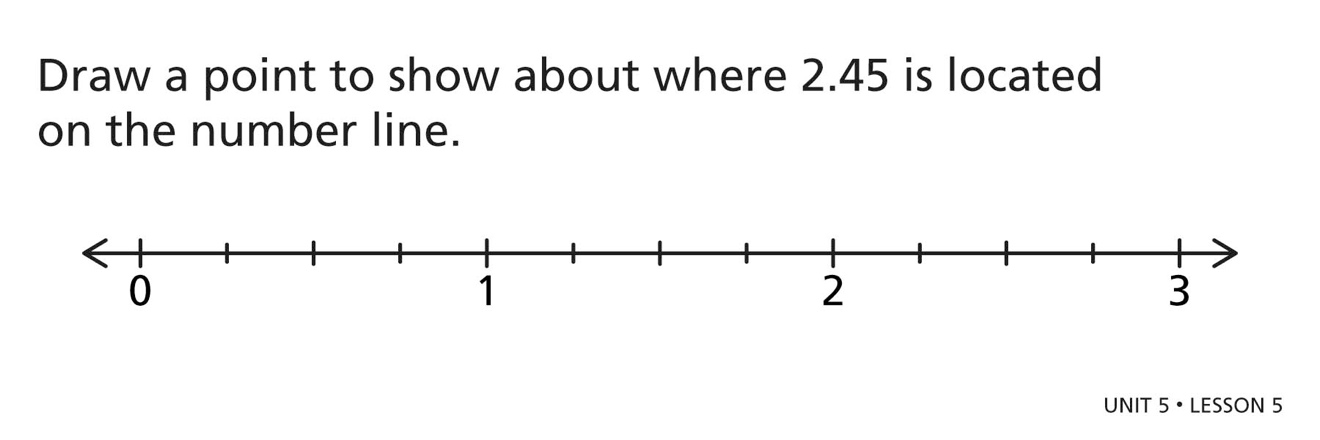 Draw a point to show about where 2.45 is located
on the number line.
0 1 2 3
UNIT 5 • LESSON 5